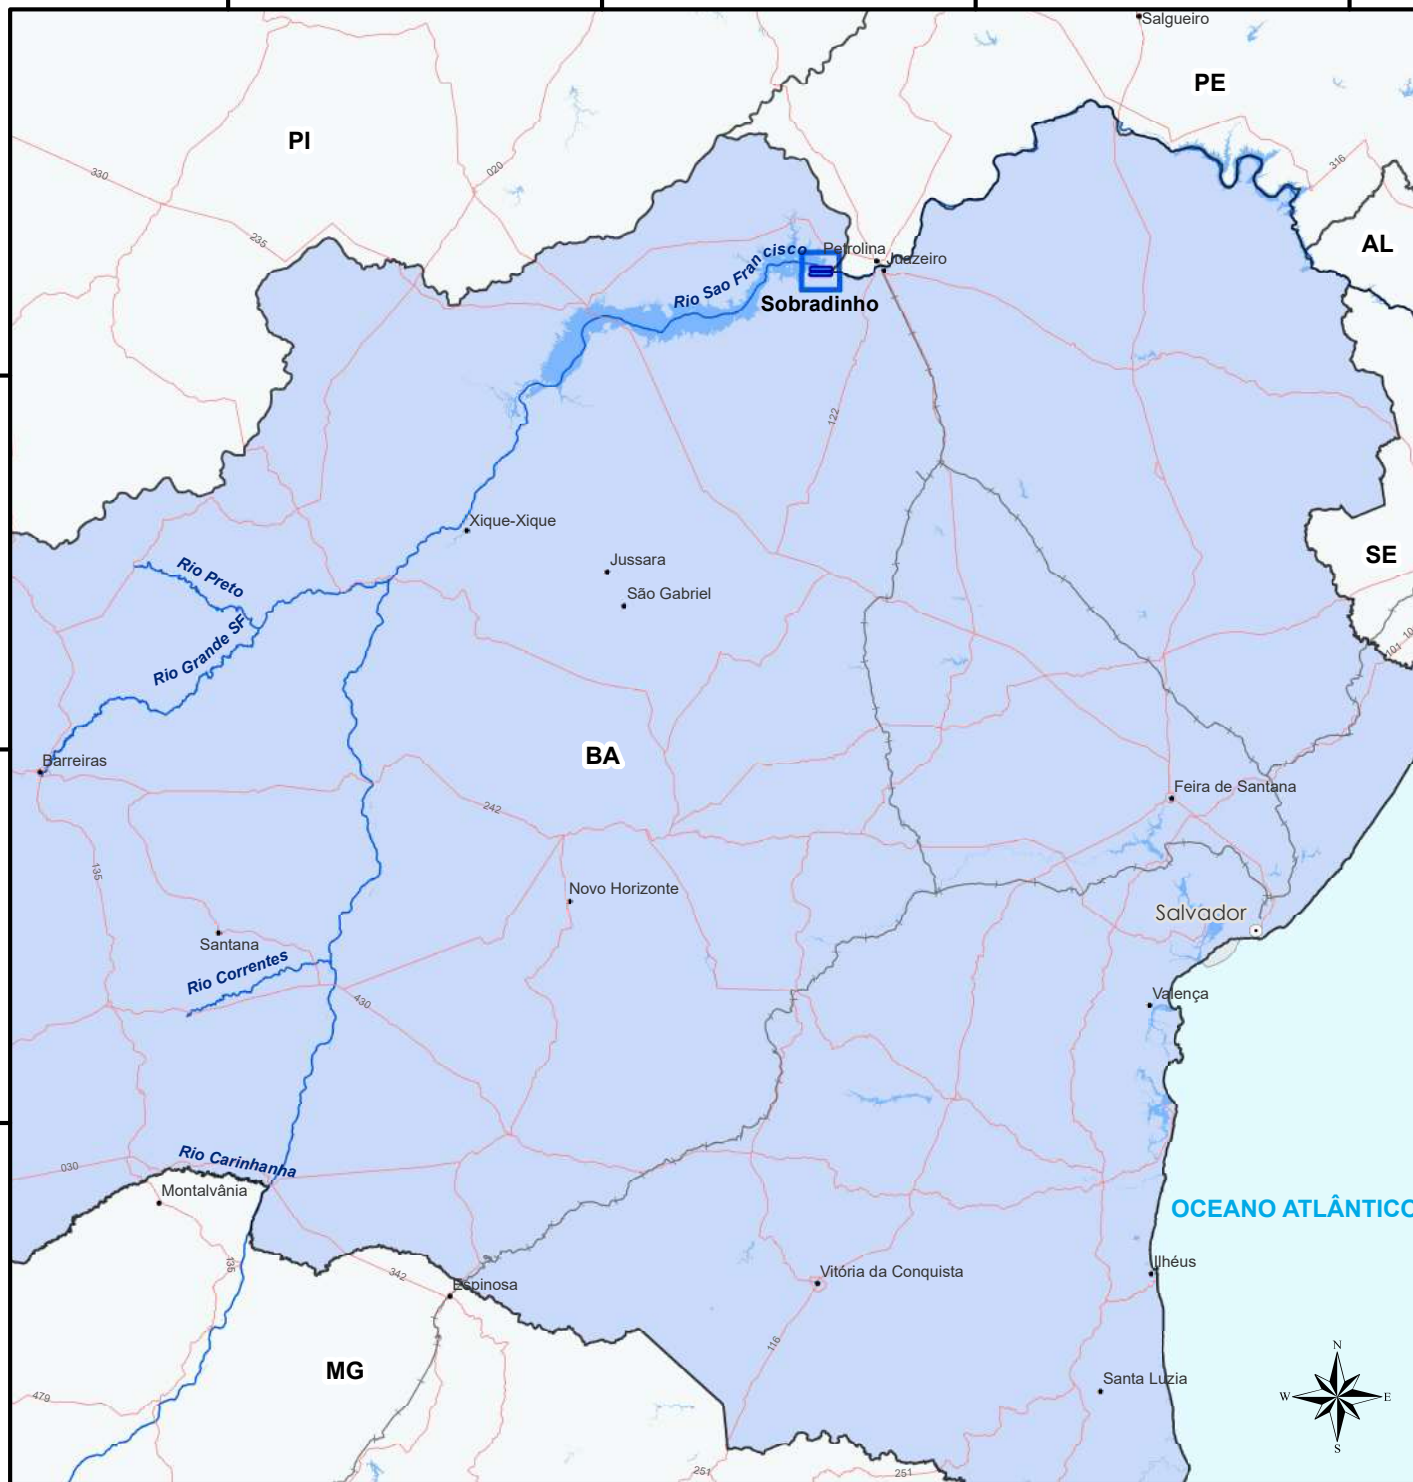 Salgueiro
PE
PI
330
020
316
235
AL
Rio Sao Francisco
Petrolina
Juazeiro
Sobradinho
122
Xique-Xique
SE
Jussara
Rio Preto
São Gabriel
Rio Grande SF
101
10
BA
Barreiras
Feira de Santana
242
135
Novo Horizonte
Salvador
Santana
Rio Correntes
430
Valença
Rio Carinhanha
030
Montalvânia
OCEANO ATLÂNTICO
135
342
Espinosa
Vitória da Conquista
Ilhéus
116
MG
N
Santa Luzia
W
E
479
S
251
251